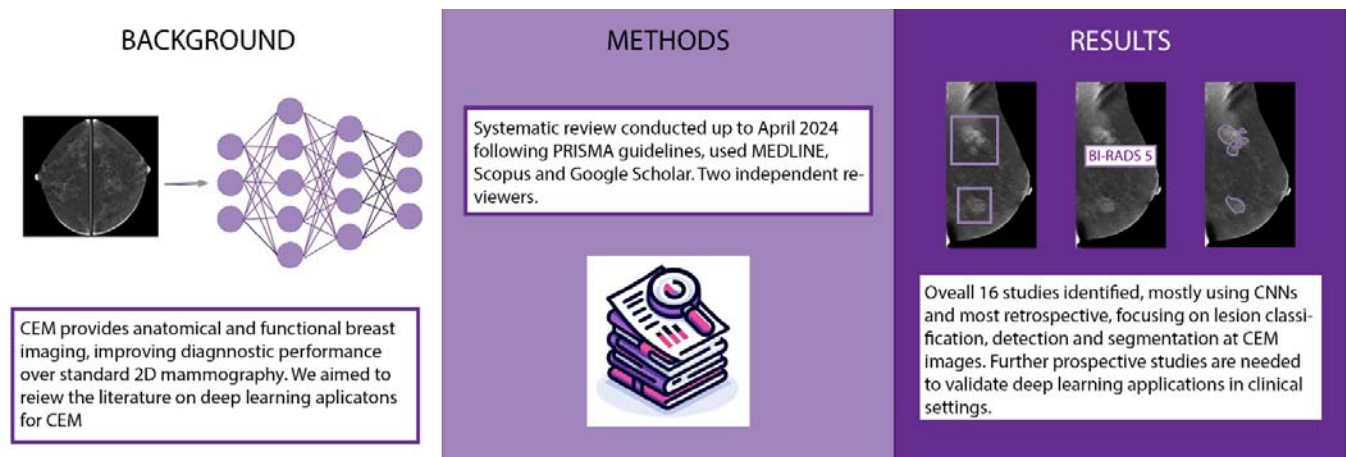 BACKGROUND
CEM provides anatomical and functional breast
imaging, improving diagnnostic performance
over standard 2D mammography. We aimed to
reiew the literature on deep learning aplicatons
for CEM
METHODS
Systematic review conducted up to April 2024
following PRISMA guidelines, used MEDLINE,
Scopus and Google Scholar. Two independent re-
viewers.
RESULTS
BI-RADS 5
Oveall 16 studies identified, mostly using CNNs
and most retrospective, focusing on lesion classi-
fication, detection and segmentation at CEM
images. Further prospective studies are needed
to validate deep learning applications in clinical
settings.